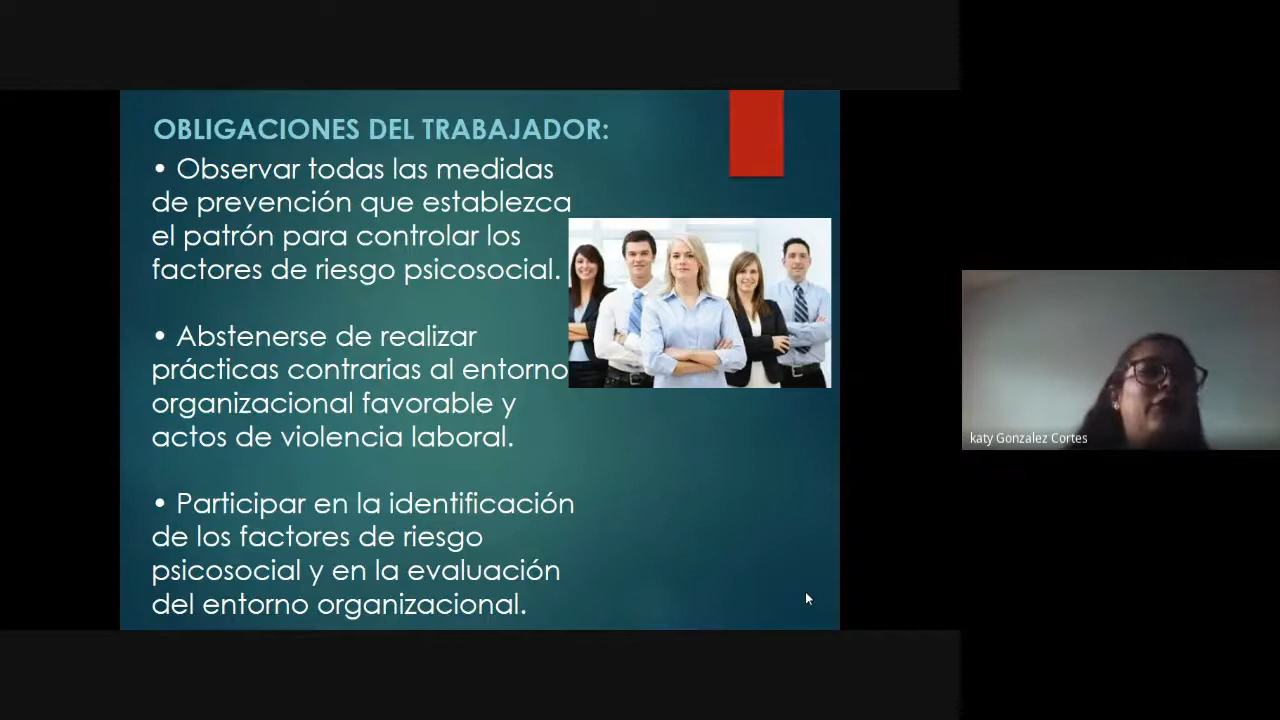 OBLIGACIONES DEL TRABAJADOR:
• Observar todas las medidas
de prevención que establezca
el patrón para controlar los
factores de riesgo psicosocial.
• Abstenerse de realizar
prácticas contrarias al entorno
organizacional favorable y
actos de violencia laboral.
• Participar en la identificación
de los factores de riesgo
psicosocial y en la evaluación
del entorno organizacional.
katy Gonzalez Cortes